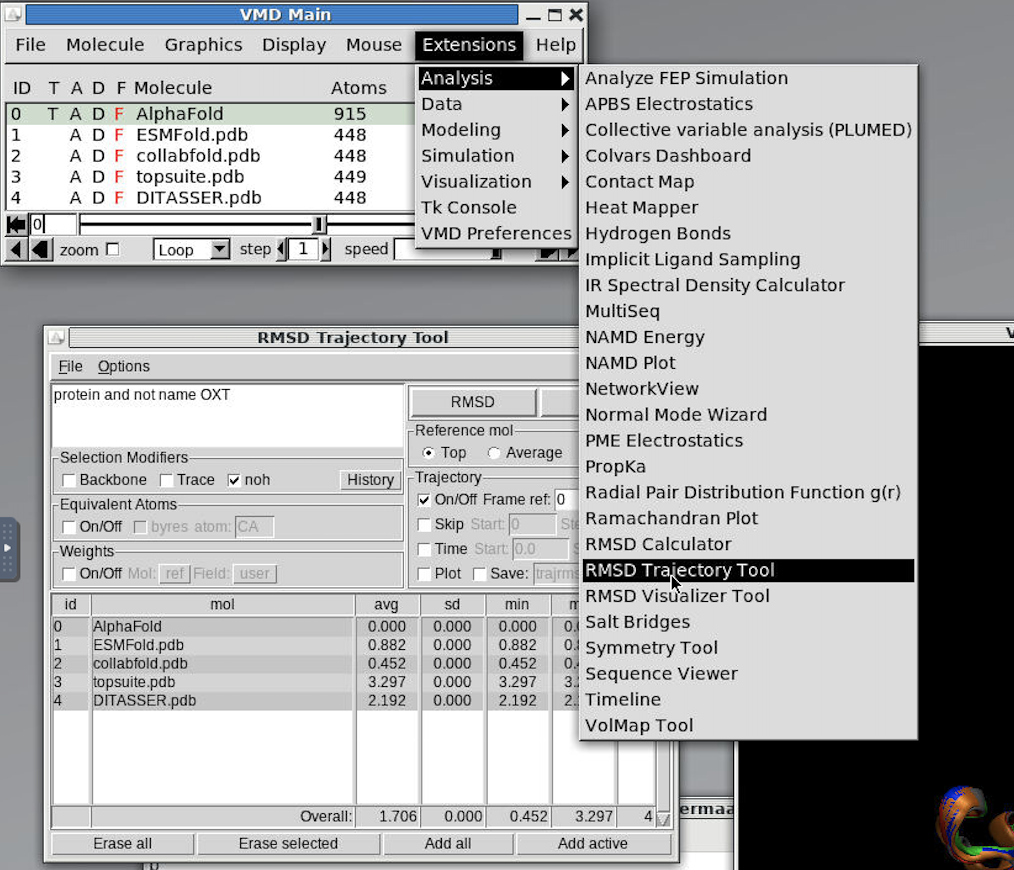 VMD Main
File Molecule Graphics Display Mouse Extensions Help
ID T A D F Molecule Atoms
0 T A D F AlphaFold 915
1 A D F ESMFold.pdb 448
2 A D F collabfold.pdb 448
3 A D F topsuite.pdb 449
4 A D F DITASSER.pdb 448
0
zoom Loop step 1 speed
Analysis
Data
Modeling
Simulation
Visualization
Tk Console
VMD Preferences
Analyze FEP Simulation
APBS Electrostatics
Collective variable analysis (PLUMED)
Colvars Dashboard
Contact Map
Heat Mapper
Hydrogen Bonds
Implicit Ligand Sampling
IR Spectral Density Calculator
MultiSeq
NAMD Energy
NAMD Plot
NetworkView
Normal Mode Wizard
PME Electrostatics
PropKa
Radial Pair Distribution Function g(r)
Ramachandran Plot
RMSD Calculator
RMSD Trajectory Tool
RMSD Visualizer Tool
Salt Bridges
Symmetry Tool
Sequence Viewer
Timeline
VolMap Tool
RMSD Trajectory Tool
File Options
protein and not name OXT
RMSD
Reference mol
Top Average
Selection Modifiers
Backbone Trace noh History
Equivalent Atoms
On/Off byres atom: CA
Weights
On/Off Mol: ref Field: user
Trajectory
On/Off Frame ref: 0
Skip Start: 0
Time Start: 0.0
Plot Save: trajrms
id mol avg sd min
0 AlphaFold 0.000 0.000 0.000
1 ESMFold.pdb 0.882 0.000 0.882
2 collabfold.pdb 0.452 0.000 0.452
3 topsuite.pdb 3.297 0.000 3.297
4 DITASSER.pdb 2.192 0.000 2.192
Overall: 1.706 0.000 0.452 3.297 4
Erase all Erase selected Add all Add active
ermaa